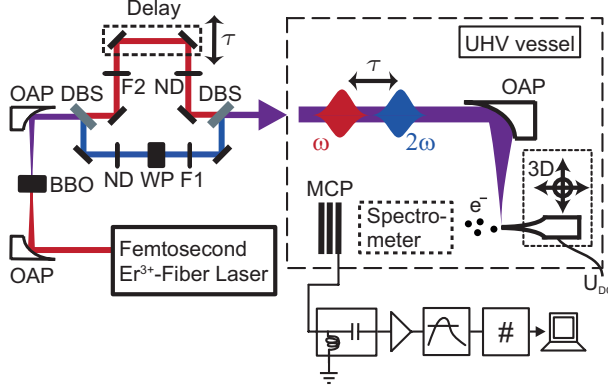 Delay
τ
F2
ND
OAP
DBS
DBS
BBO
ND
WP
F1
OAP
Femtosecond
Er³⁺-Fiber Laser
UHV vessel
τ
OAP
ω
2ω
MCP
Spectro-
meter
e⁻
3D
U_DC
#